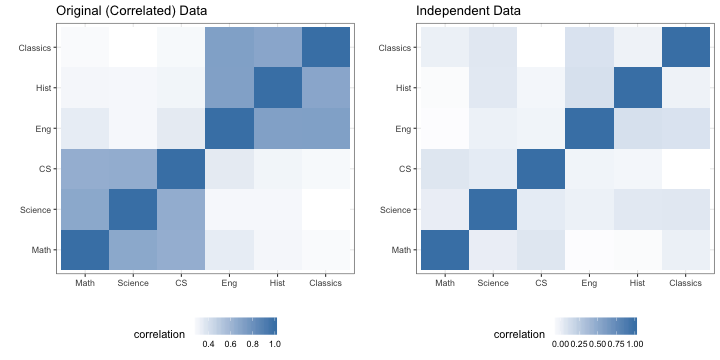 Original (Correlated) Data
Classics
Hist
Eng
CS
Science
Math
Math Science CS Eng Hist Classics
correlation
0.4 0.6 0.8 1.0
Independent Data
Classics
Hist
Eng
CS
Science
Math
Math Science CS Eng Hist Classics
correlation
0.00 0.25 0.50 0.75 1.00